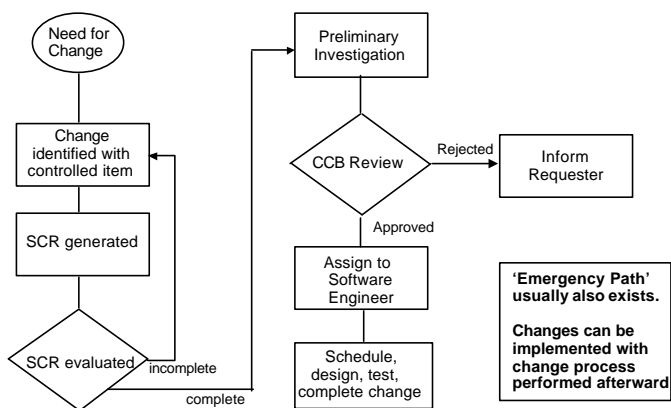 Need for
Change
Change
identified with
controlled item
SCR generated
SCR evaluated
incomplete
complete
Preliminary
Investigation
CCB Review
Rejected
Inform
Requester
Approved
Assign to
Software
Engineer
Schedule,
design, test,
complete change
‘Emergency Path’
usually also exists.
Changes can be
implemented with
change process
performed afterward